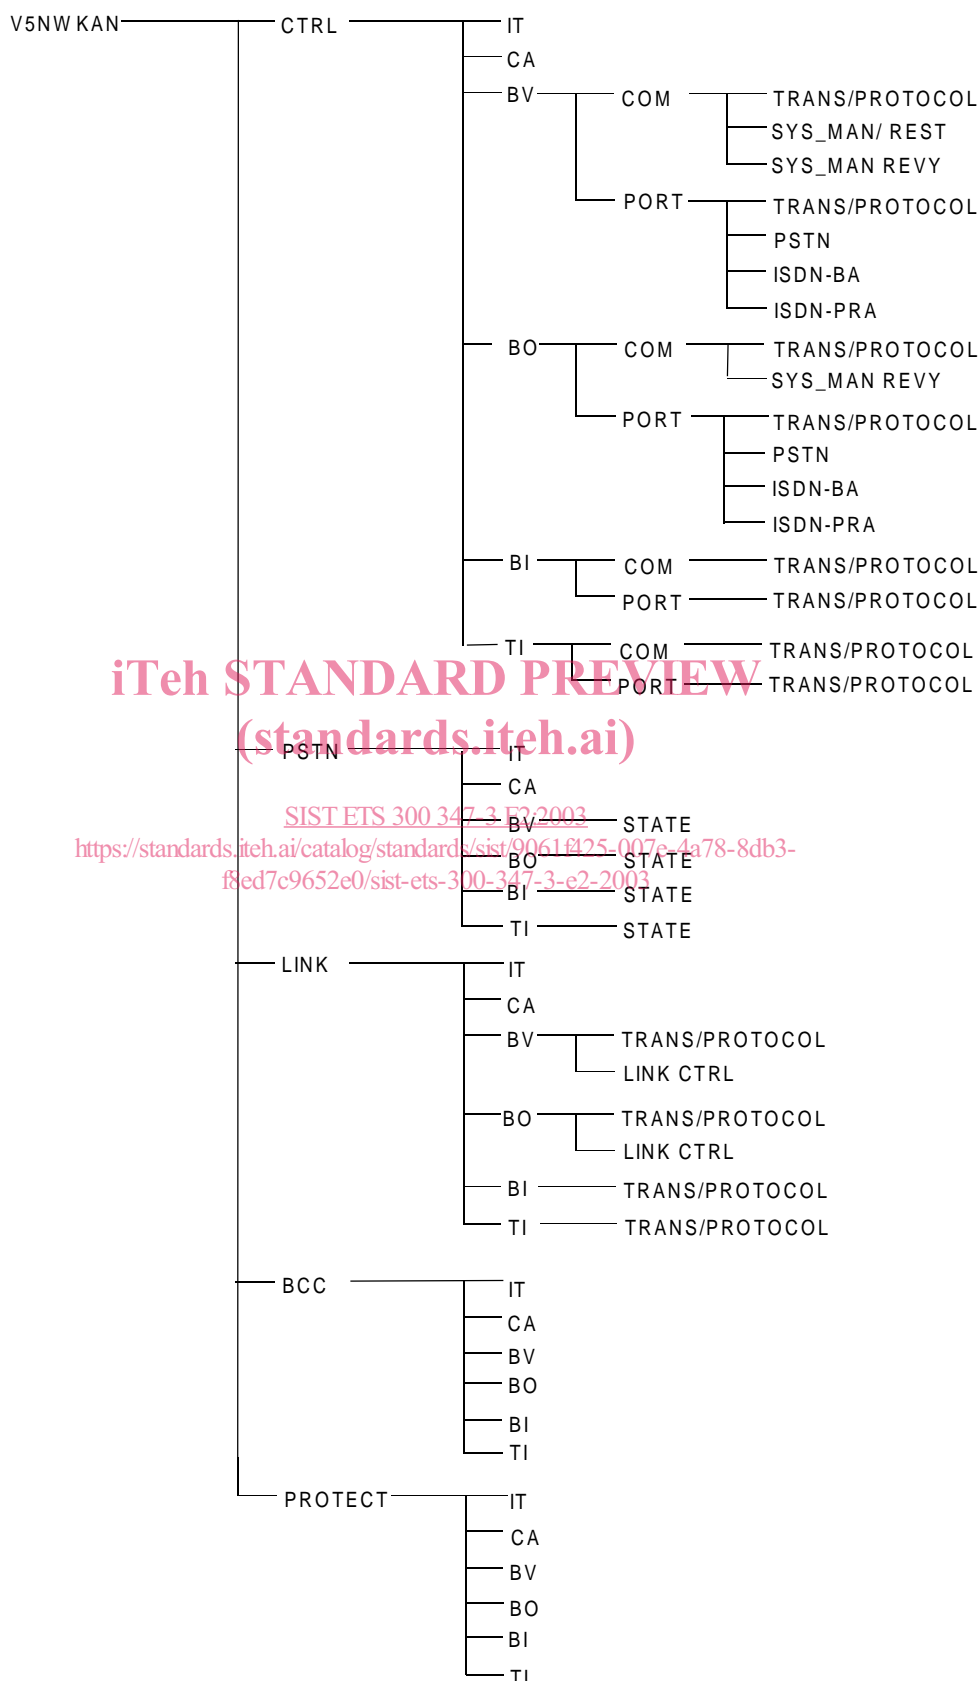 V5NWKAN CTRL IT
CA
BV COM TRANS/PROTOCOL
SYS_MAN/ REST
SYS_MAN REVY
PORT TRANS/PROTOCOL
PSTN
ISDN-BA
ISDN-PRA
BO COM TRANS/PROTOCOL
SYS_MAN REVY
PORT TRANS/PROTOCOL
PSTN
ISDN-BA
ISDN-PRA
BI COM TRANS/PROTOCOL
PORT TRANS/PROTOCOL
TI COM TRANS/PROTOCOL
PORT TRANS/PROTOCOL
iTeh STANDARD PREVIEW
(standards.iteh.ai)
PSTN IT
CA
SIST ETS 300 347-3 E2:2003
BV STATE
https://standards.iteh.ai/catalog/standards/sist/9061f425-007e-4a78-8db3-
BO STATE
f8ed7c9652e0/sist-ets-300-347-3-e2-2003
BI STATE
TI STATE
LINK IT
CA
BV TRANS/PROTOCOL
LINK CTRL
BO TRANS/PROTOCOL
LINK CTRL
BI TRANS/PROTOCOL
TI TRANS/PROTOCOL
BCC IT
CA
BV
BO
BI
TI
PROTECT IT
CA
BV
BO
BI
TI